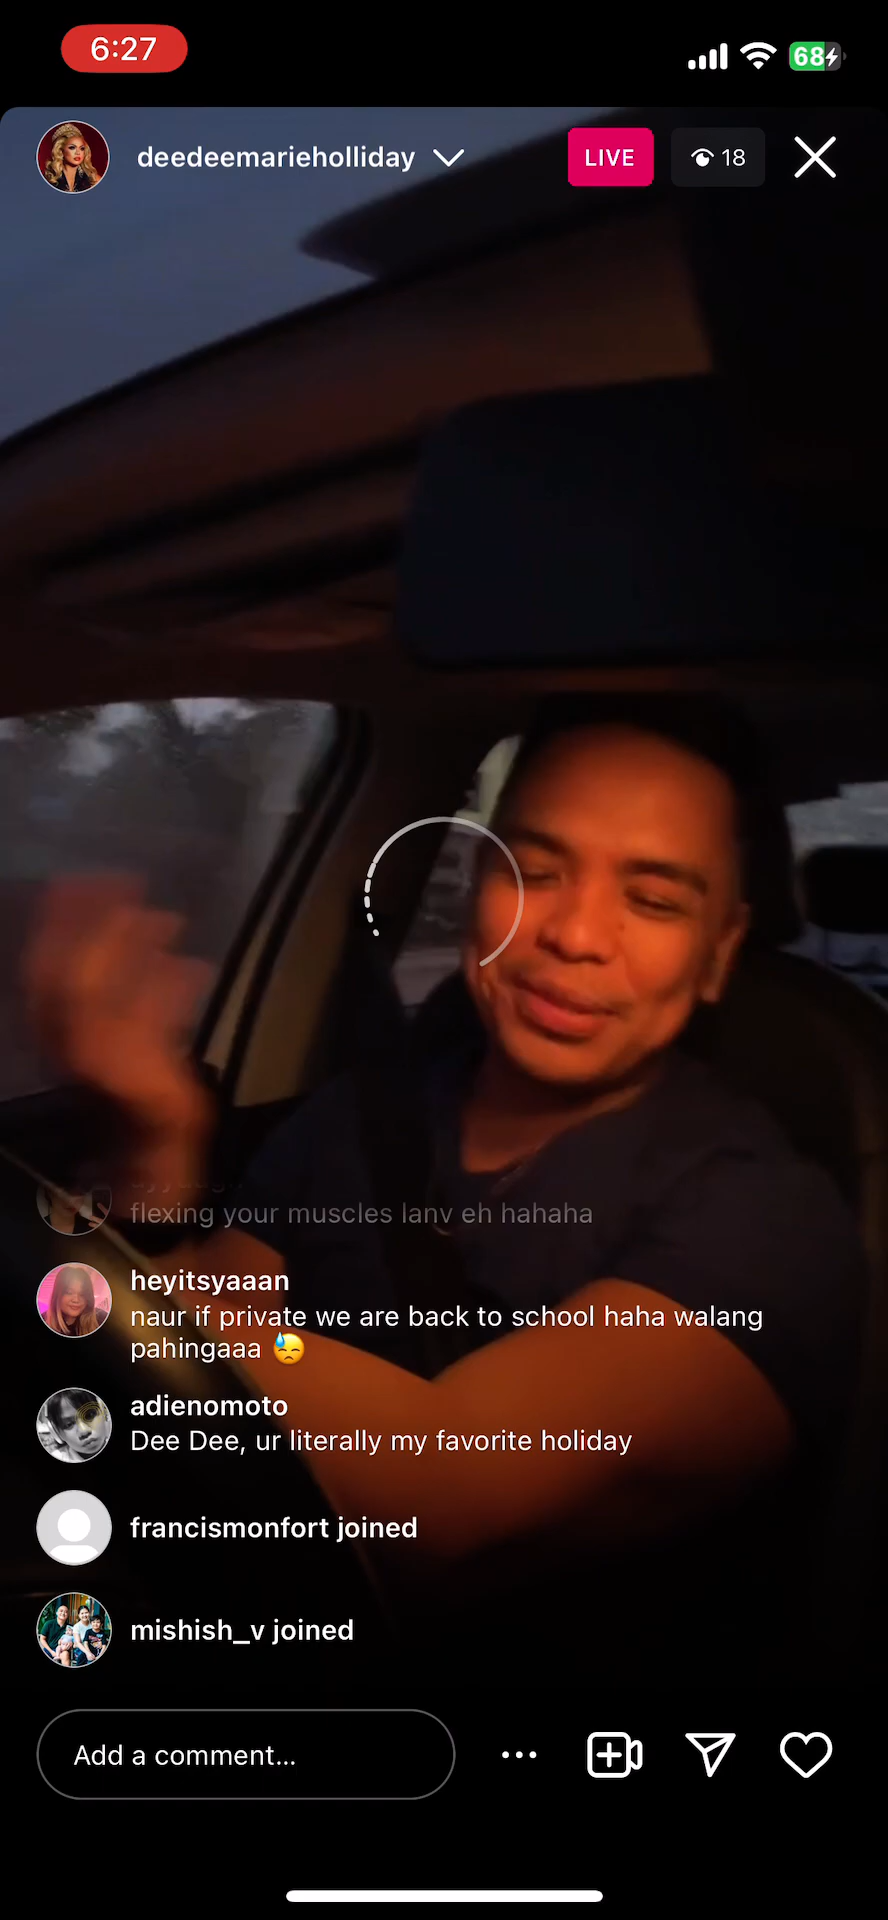 6:27
68
deedeemarieholliday
LIVE
18
flexing your muscles lanv eh hahaha
heyitsyaaan
naur if private we are back to school haha walang
pahingaaa 😓
adienomoto
Dee Dee, ur literally my favorite holiday
francismonfort joined
mishish_v joined
Add a comment...